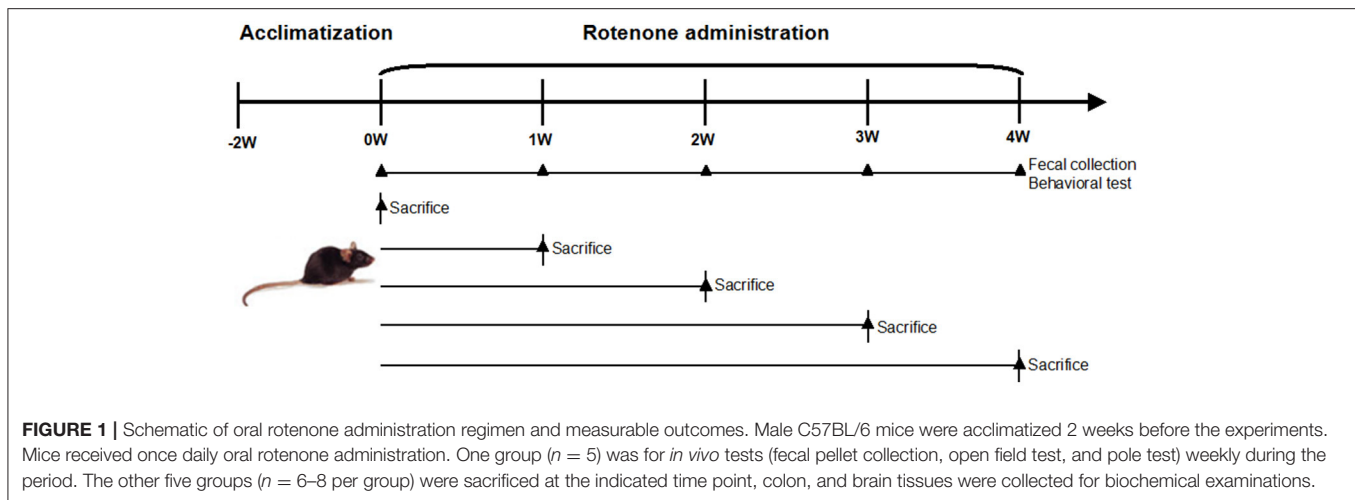 Acclimatization Rotenone administration
-2W 0W 1W 2W 3W 4W
Fecal collection
Behavioral test
Sacrifice
Sacrifice
Sacrifice
Sacrifice
Sacrifice
FIGURE 1 | Schematic of oral rotenone administration regimen and measurable outcomes. Male C57BL/6 mice were acclimatized 2 weeks before the experiments.
Mice received once daily oral rotenone administration. One group (n = 5) was for in vivo tests (fecal pellet collection, open field test, and pole test) weekly during the
period. The other five groups (n = 6–8 per group) were sacrificed at the indicated time point, colon, and brain tissues were collected for biochemical examinations.